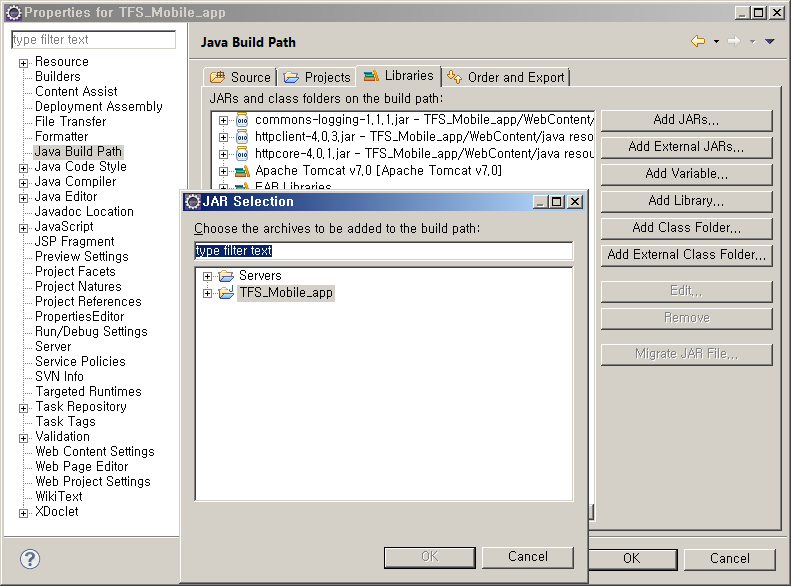 Properties for TFS_Mobile_app
type filter text
Resource
Builders
Content Assist
Deployment Assembly
File Transfer
Formatter
Java Build Path
Java Code Style
Java Compiler
Java Editor
Javadoc Location
JavaScript
JSP Fragment
Preview Settings
Project Facets
Project Natures
Project References
PropertiesEditor
Run/Debug Settings
Server
Service Policies
SVN Info
Targeted Runtimes
Task Repository
Task Tags
Validation
Web Content Settings
Web Page Editor
Web Project Settings
WikiText
XDoclet
Java Build Path
Source Projects Libraries Order and Export
JARs and class folders on the build path:
commons-logging-1,1,1,jar - TFS_Mobile_app/WebContent/
httpclient-4,0,3,jar - TFS_Mobile_app/WebContent/java reso
httpcore-4,0,1,jar - TFS_Mobile_app/WebContent/java resou
Apache Tomcat v7,0 [Apache Tomcat v7,0]
EAR Libraries
Add JARs,,,
Add External JARs,,,
Add Variable,,,
Add Library,,,
Add Class Folder,,,
Add External Class Folder,,,
Edit,,,
Remove
Migrate JAR File,,,
JAR Selection
Choose the archives to be added to the build path:
type filter text
Servers
TFS_Mobile_app
OK Cancel
OK Cancel